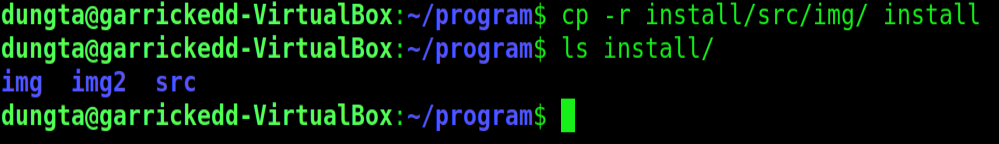 dungta@garrickedd-VirtualBox:~/program$ cp -r install/src/img/ install
dungta@garrickedd-VirtualBox:~/program$ ls install/
img  img2  src
dungta@garrickedd-VirtualBox:~/program$